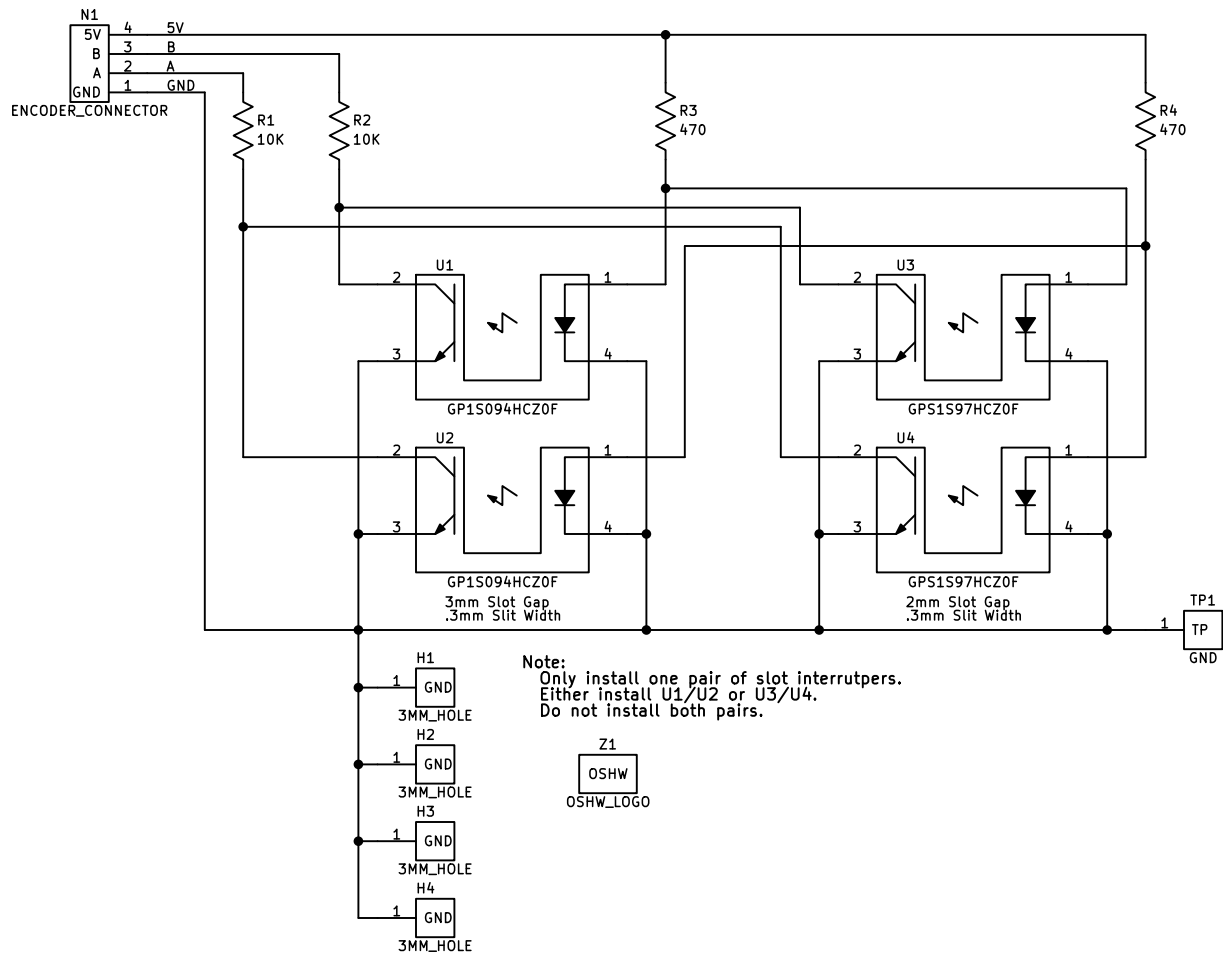 N1
5V 4 5V
B 3 B
A 2 A
GND 1 GND
ENCODER_CONNECTOR
R1
10K
R2
10K
R3
470
R4
470
U1
2
1
3
4
GP1S094HCZ0F
U3
2
1
3
4
GPS1S97HCZ0F
U2
2
1
3
4
GP1S094HCZ0F
3mm Slot Gap
.3mm Slit Width
U4
2
1
3
4
GPS1S97HCZ0F
2mm Slot Gap
.3mm Slit Width
TP1
1 TP
GND
Note:
Only install one pair of slot interrutpers.
Either install U1/U2 or U3/U4.
Do not install both pairs.
H1
1 GND
3MM_HOLE
H2
1 GND
3MM_HOLE
H3
1 GND
3MM_HOLE
H4
1 GND
3MM_HOLE
Z1
OSHW
OSHW_LOGO